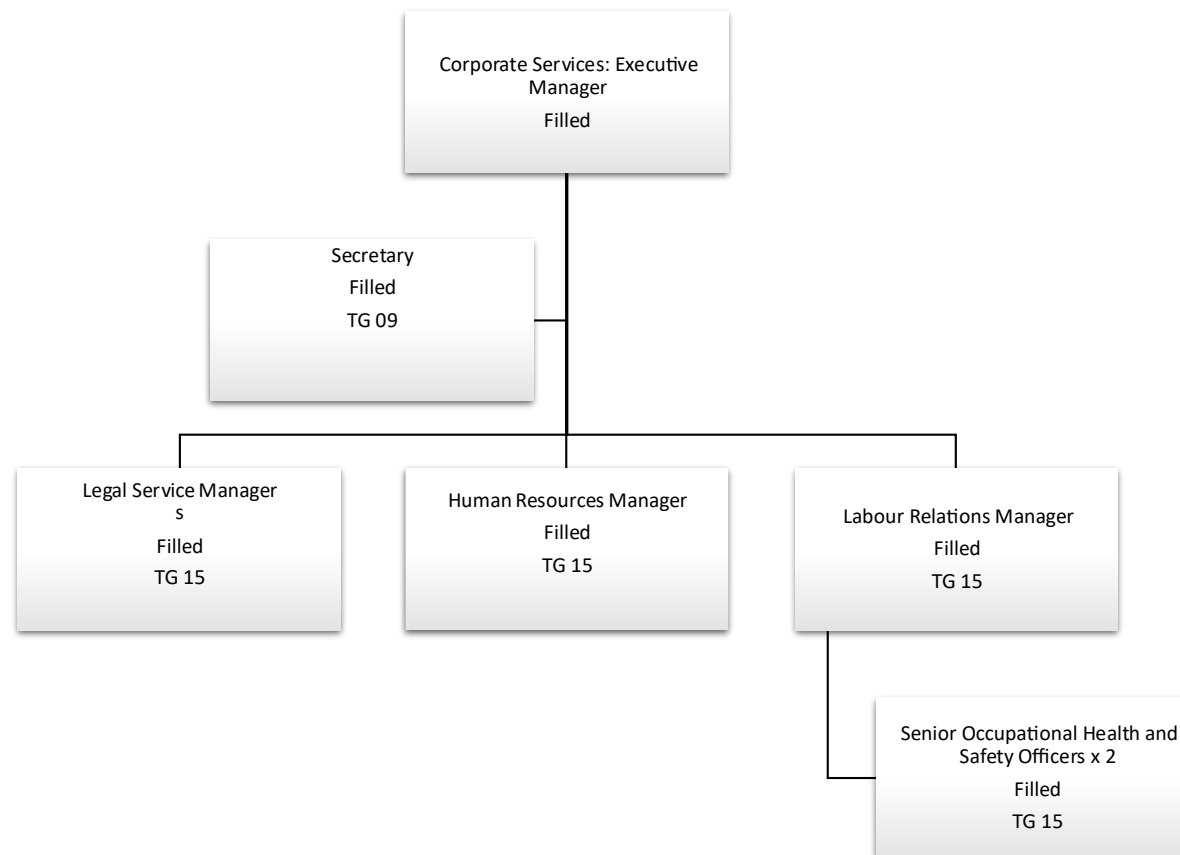 Corporate Services: Executive
Manager
Filled
Secretary
Filled
TG 09
Legal Service Manager
s
Filled
TG 15
Human Resources Manager
Filled
TG 15
Labour Relations Manager
Filled
TG 15
Senior Occupational Health and
Safety Officers x 2
Filled
TG 15